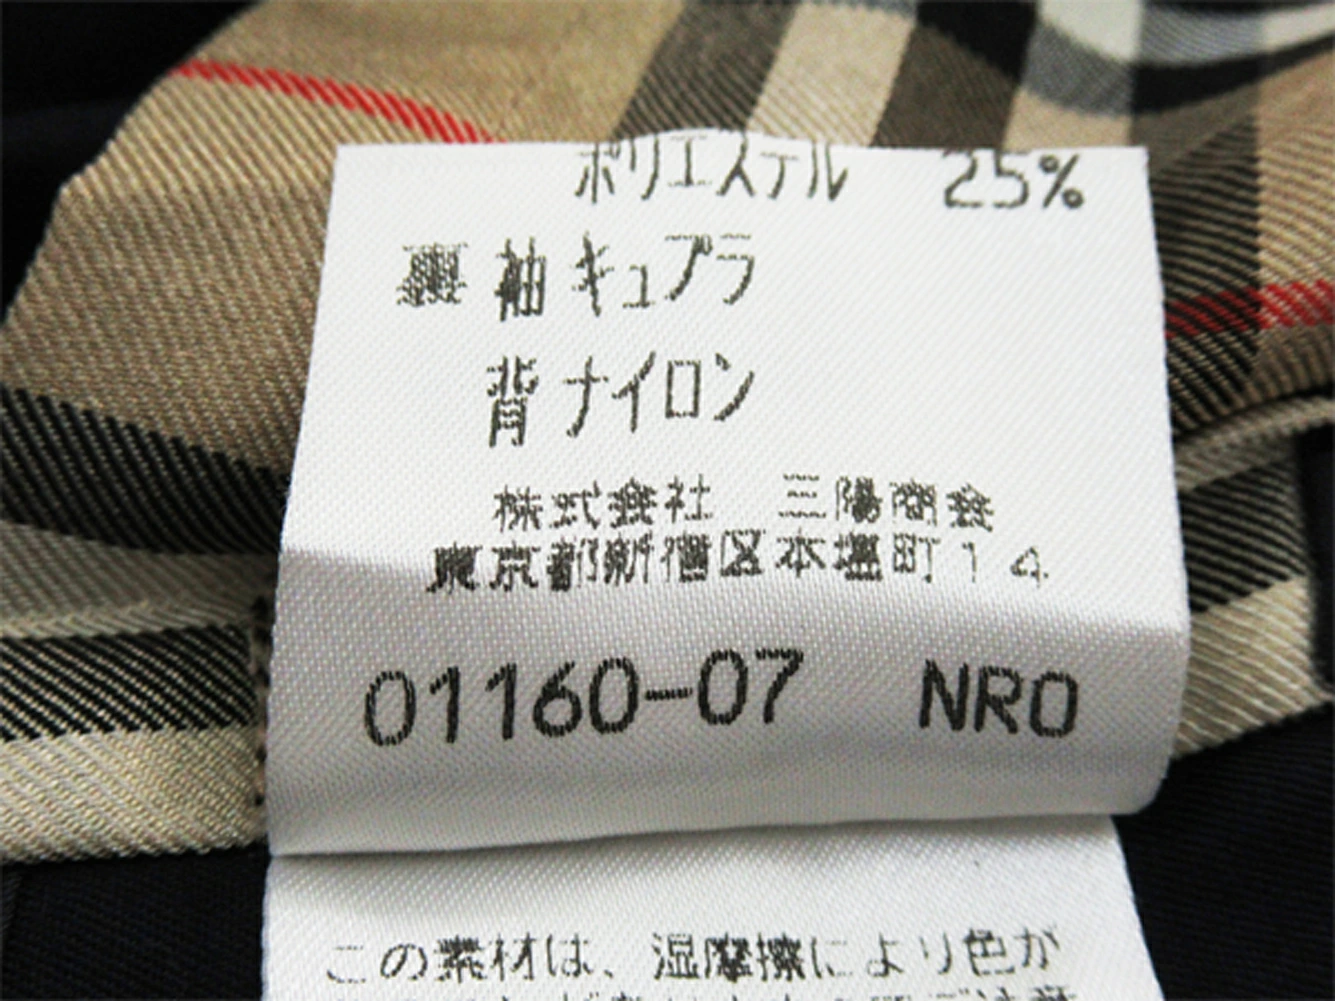 ポリエステル 25%
裏 袖 キュプラ
背 ナイロン
株式会社 三陽商会
東京都新宿区本塩町14
01160-07 NRO
この素材は、湿摩擦により色が